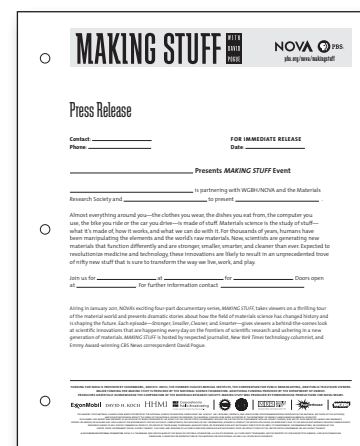 MAKING STUFF WITH DAVID POGUE
NOVA PBS
pbs.org/nova/makingstuff
Press Release
Contact:
FOR IMMEDIATE RELEASE
Phone:
Date:
Presents MAKING STUFF Event
is partnering with WGBH/NOVA and the Materials
Research Society and to present .
Almost everything around you—the clothes you wear, the dishes you eat from, the computer you
use, the bike you ride or the car you drive—is made of stuff. Materials science is the study of stuff—
what it's made of, how it works, and what we can do with it. For thousands of years, humans have
been manipulating the elements and the world's raw materials. Now, scientists are generating new
materials that function differently and are stronger, smaller, smarter, and cleaner than ever. Expected to
revolutionize medicine and technology, these innovations are likely to result in an unprecedented trove
of nifty new stuff that is sure to transform the way we live, work, and play.
Join us for at for . Doors open
at . For further information contact .
Airing in January 2011, NOVA's exciting four-part documentary series, MAKING STUFF, takes viewers on a thrilling tour
of the material world and presents dramatic stories about how the field of materials science has changed history and
is shaping the future. Each episode—Stronger, Smaller, Cleaner, and Smarter—gives viewers a behind-the-scenes look
at scientific innovations that are happening every day on the frontiers of scientific research and ushering in a new
generation of materials. MAKING STUFF is hosted by respected journalist, New York Times technology columnist, and
Emmy Award-winning CBS News correspondent David Pogue.
ExxonMobil DAVID H. KOCH HHMI